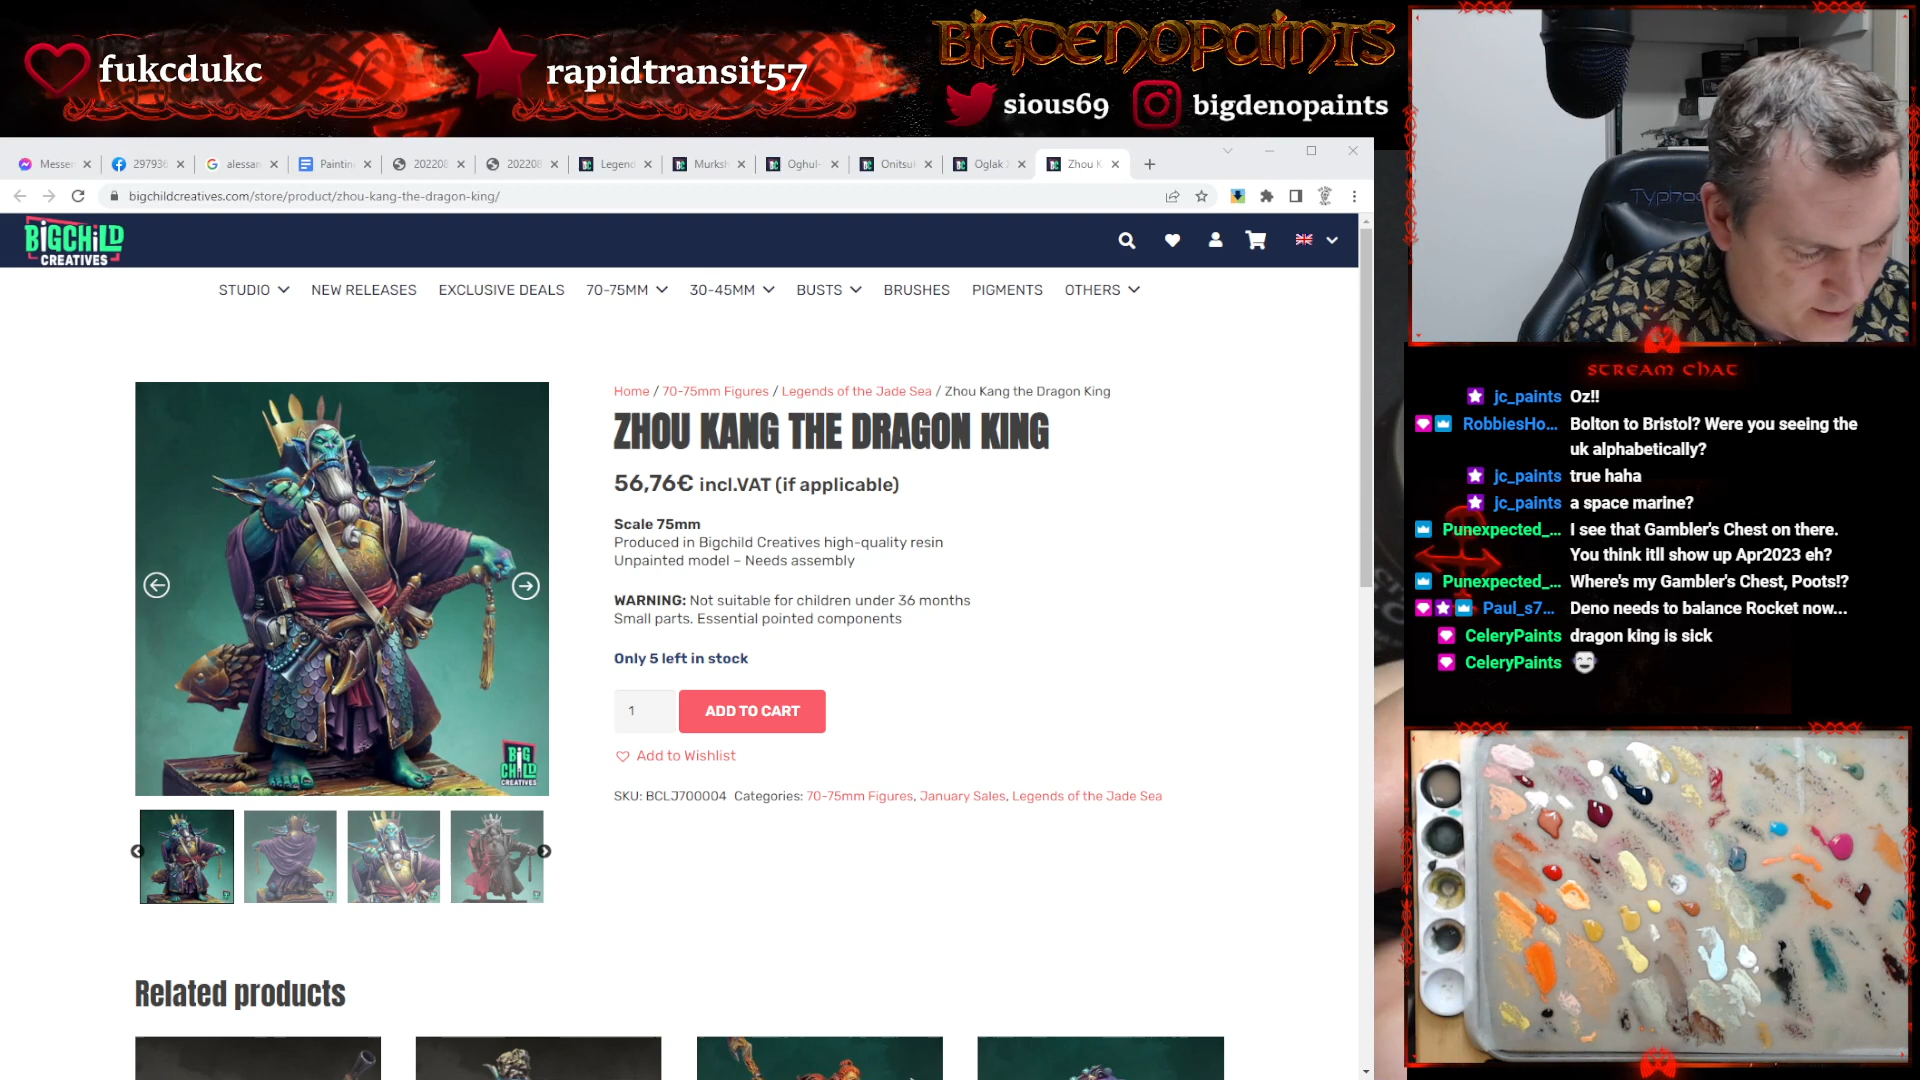 fukcdukc
rapidtransit57
BIGDENOPAINTS
sious69
bigdenopaints
Messen
297936
alessan
Paintin
202208
202208
Legend
Murksh
Oghul-
Onitsu
Oglak
Zhou K
bigchildcreatives.com/store/product/zhou-kang-the-dragon-king/
BIGCHILD
CREATIVES
STUDIO
NEW RELEASES
EXCLUSIVE DEALS
70-75MM
30-45MM
BUSTS
BRUSHES
PIGMENTS
OTHERS
Home / 70-75mm Figures / Legends of the Jade Sea / Zhou Kang the Dragon King
ZHOU KANG THE DRAGON KING
56,76€ incl.VAT (if applicable)
Scale 75mm
Produced in Bigchild Creatives high-quality resin
Unpainted model – Needs assembly
WARNING: Not suitable for children under 36 months
Small parts. Essential pointed components
Only 5 left in stock
1
ADD TO CART
Add to Wishlist
SKU: BCLJ700004 Categories: 70-75mm Figures, January Sales, Legends of the Jade Sea
BIG
CHILD
CREATIVES
Related products
STREAM CHAT
jc_paints Oz!!
RobbiesHo... Bolton to Bristol? Were you seeing the
uk alphabetically?
jc_paints true haha
jc_paints a space marine?
Punexpected_... I see that Gambler's Chest on there.
You think itll show up Apr2023 eh?
Punexpected_... Where's my Gambler's Chest, Poots!?
Paul_s7... Deno needs to balance Rocket now...
CeleryPaints dragon king is sick
CeleryPaints